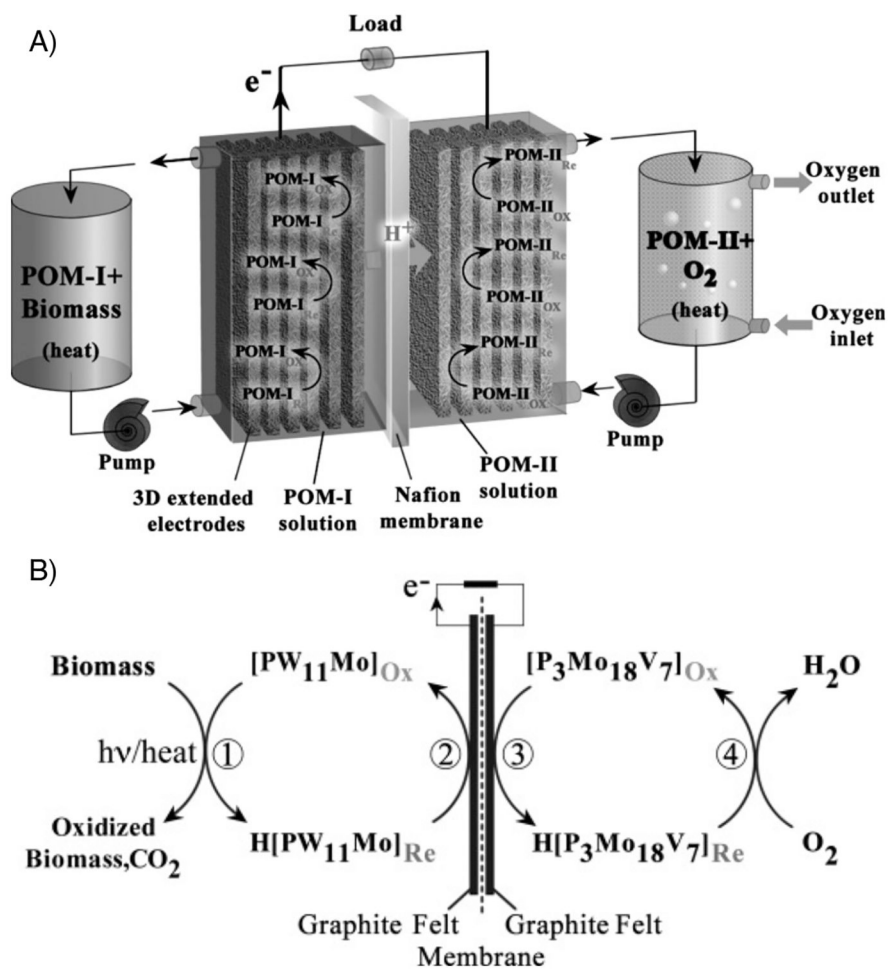 A)
Load
e-
POM-I+
Biomass
(heat)
Pump
POM-I OX
POM-I
POM-I OX
POM-I Re
POM-I OX
POM-I Re
H+
POM-II Re
POM-II OX
POM-II Re
POM-II OX
POM-II Re
POM-II OX
POM-II+
O2
(heat)
Oxygen
outlet
Oxygen
inlet
Pump
3D extended
electrodes
POM-I
solution
Nafion
membrane
POM-II
solution
B)
e-
Biomass
[PW11Mo]Ox
[P3Mo18V7]Ox
H2O
hν/heat
1
2
3
4
Oxidized
Biomass,CO2
H[PW11Mo]Re
H[P3Mo18V7]Re
O2
Graphite Felt
Graphite Felt
Membrane